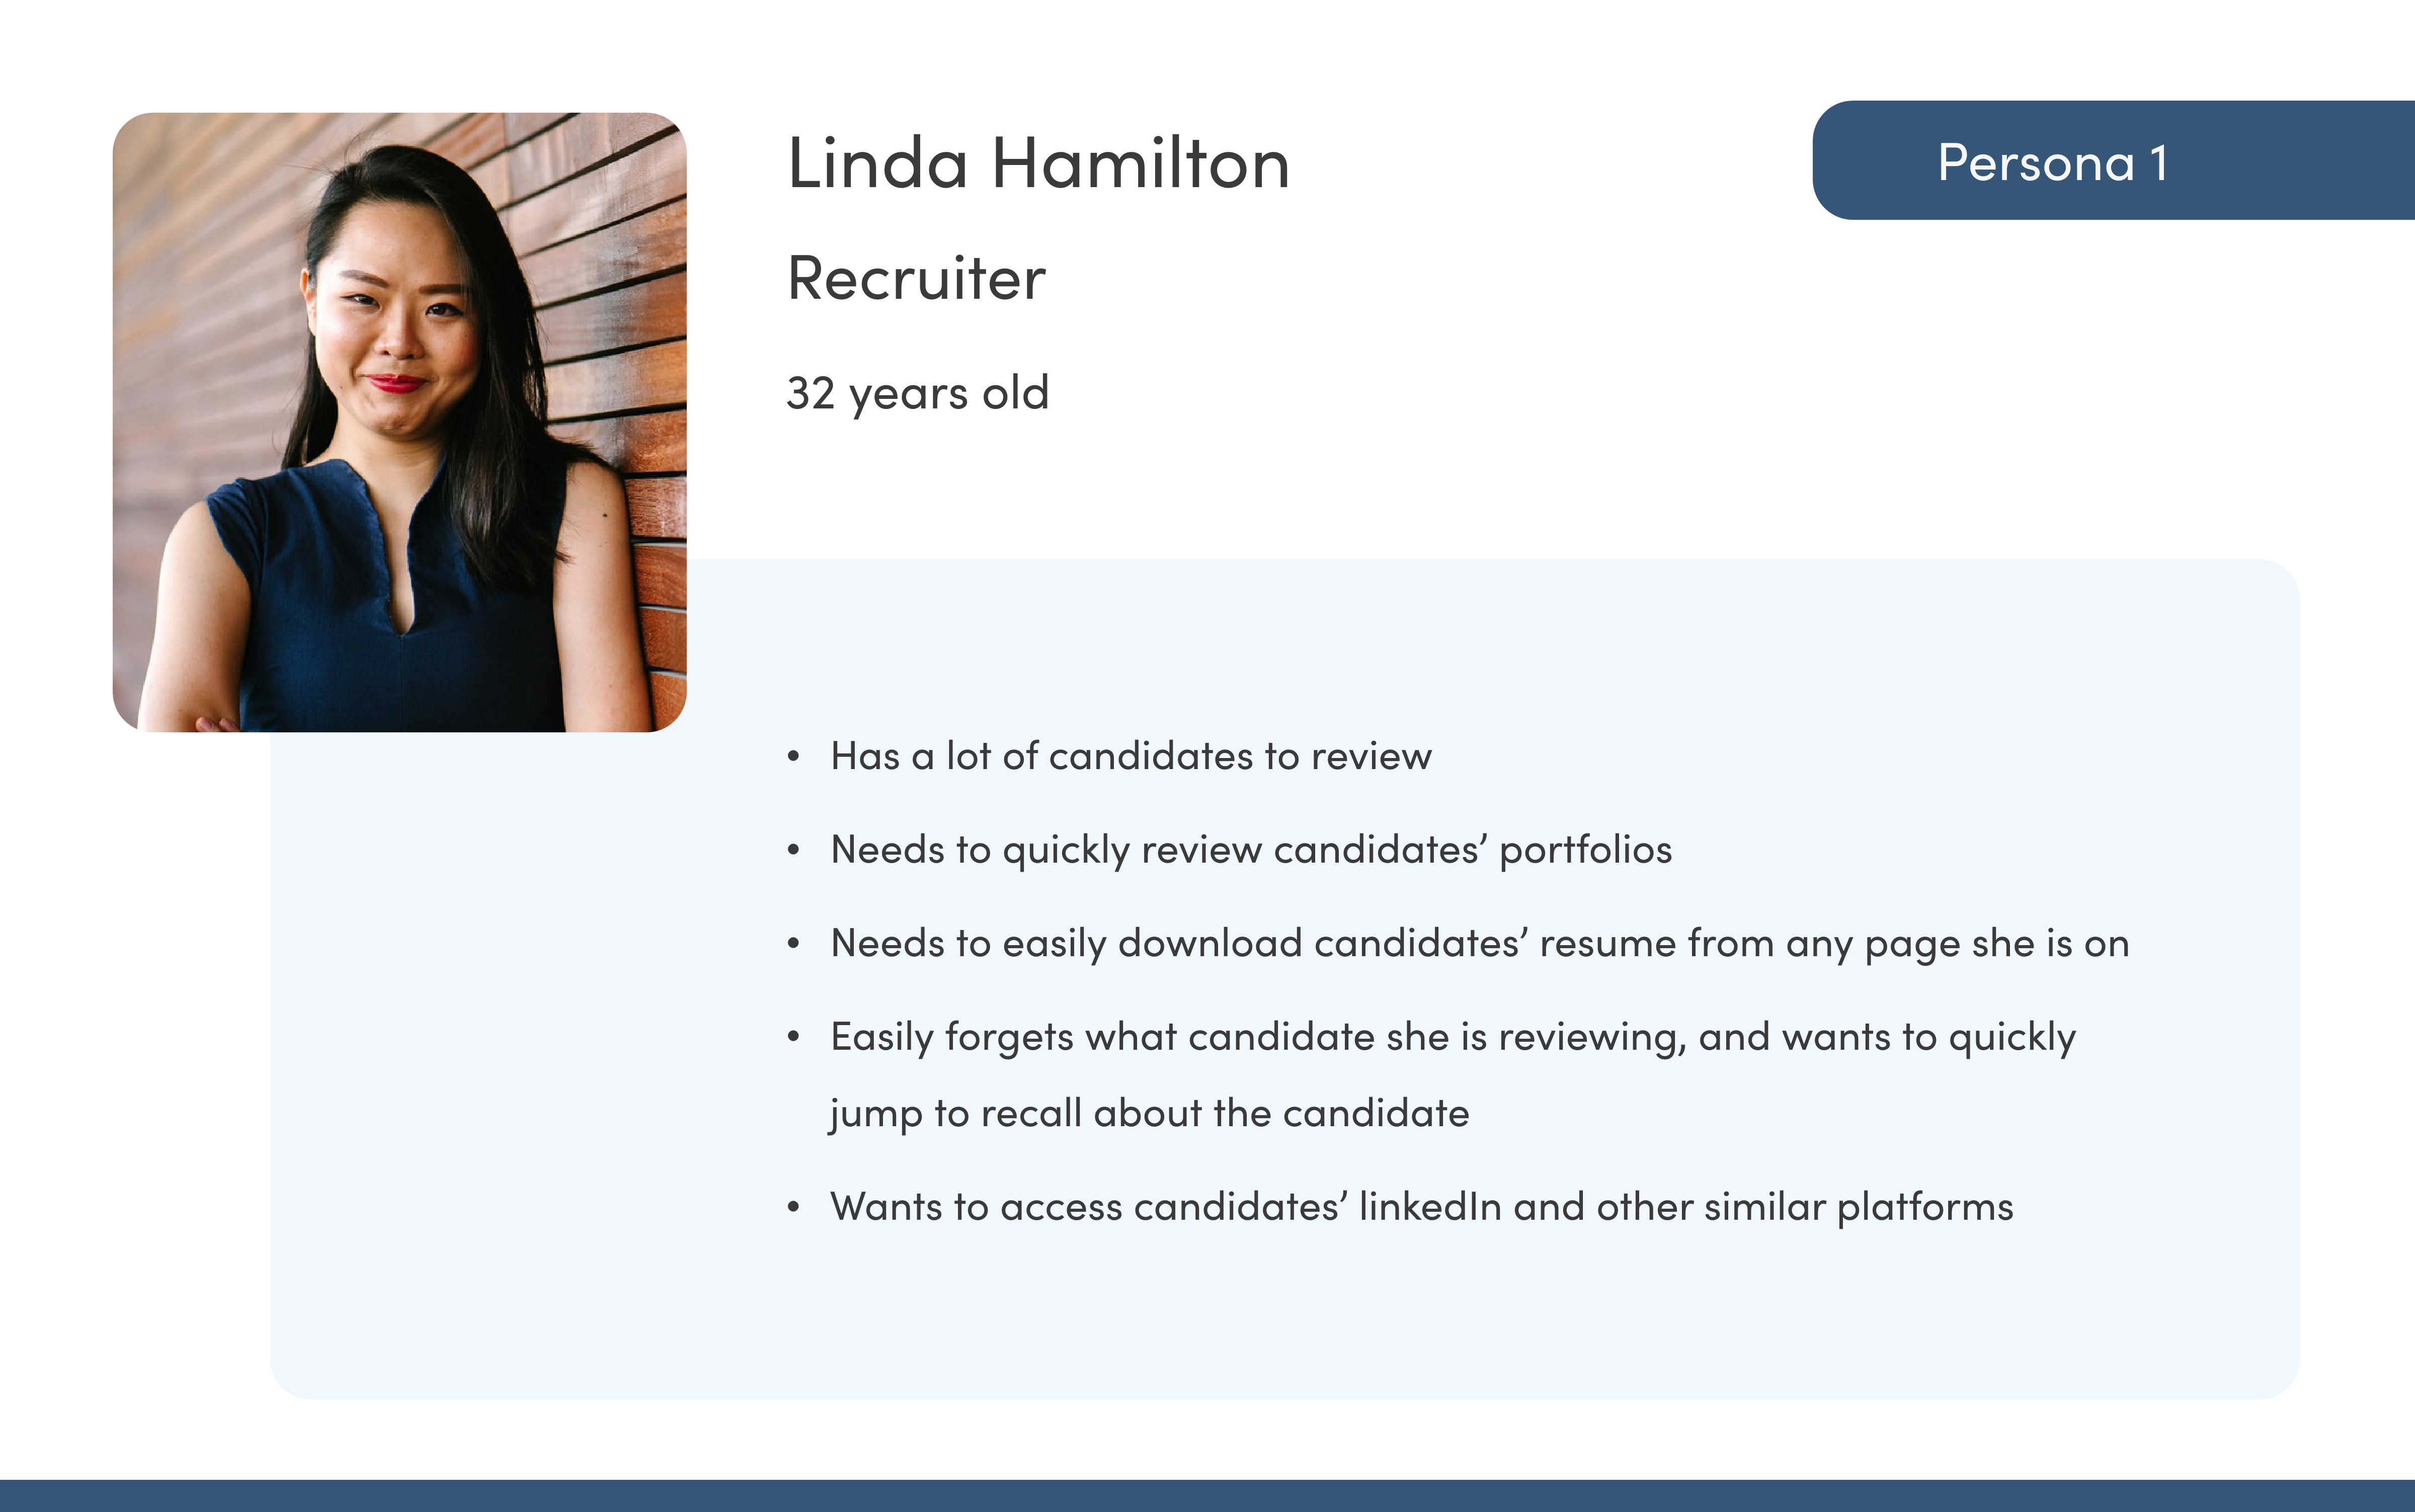 Linda Hamilton
Persona 1
Recruiter
32 years old
• Has a lot of candidates to review
• Needs to quickly review candidates’ portfolios
• Needs to easily download candidates’ resume from any page she is on
• Easily forgets what candidate she is reviewing, and wants to quickly
jump to recall about the candidate
• Wants to access candidates’ linkedIn and other similar platforms